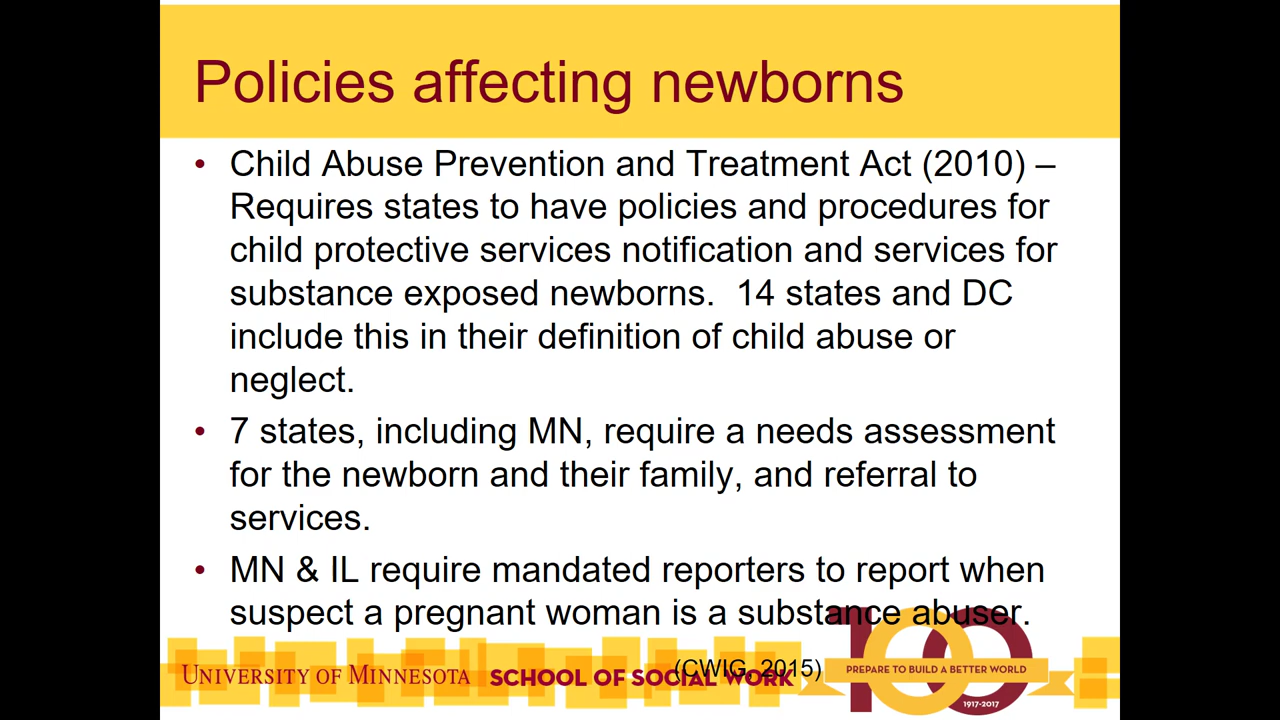 Policies affecting newborns
• Child Abuse Prevention and Treatment Act (2010) –
Requires states to have policies and procedures for
child protective services notification and services for
substance exposed newborns.  14 states and DC
include this in their definition of child abuse or
neglect.
• 7 states, including MN, require a needs assessment
for the newborn and their family, and referral to
services.
• MN & IL require mandated reporters to report when
suspect a pregnant woman is a substance abuser.
(CWIG, 2015)
UNIVERSITY OF MINNESOTA SCHOOL OF SOCIAL WORK
100
PREPARE TO BUILD A BETTER WORLD
1917-2017